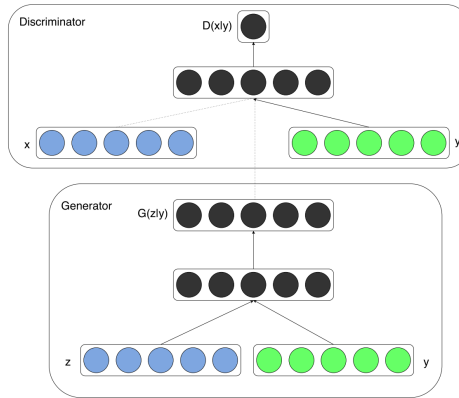 Discriminator
D(x|y)
x
y
Generator
G(z|y)
z
y